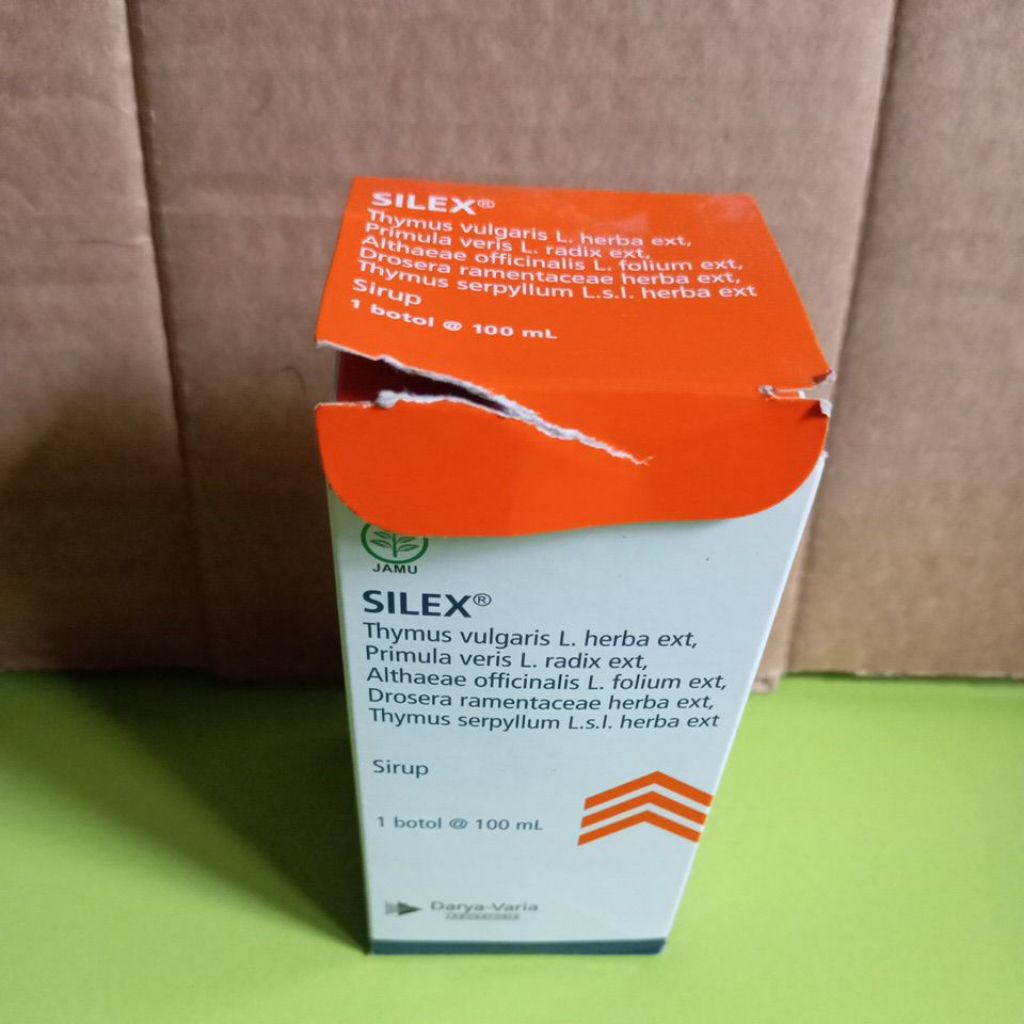 SILEX®
Thymus vulgaris L. herba ext,
Primula veris L. radix ext,
Althaeae officinalis L. folium ext,
Drosera ramentaceae herba ext,
Thymus serpyllum L.s.l. herba ext
Sirup
1 botol @ 100 mL
JAMU
SILEX®
Thymus vulgaris L. herba ext,
Primula veris L. radix ext,
Althaeae officinalis L. folium ext,
Drosera ramentaceae herba ext,
Thymus serpyllum L.s.l. herba ext
Sirup
1 botol @ 100 mL
Darya-Varia